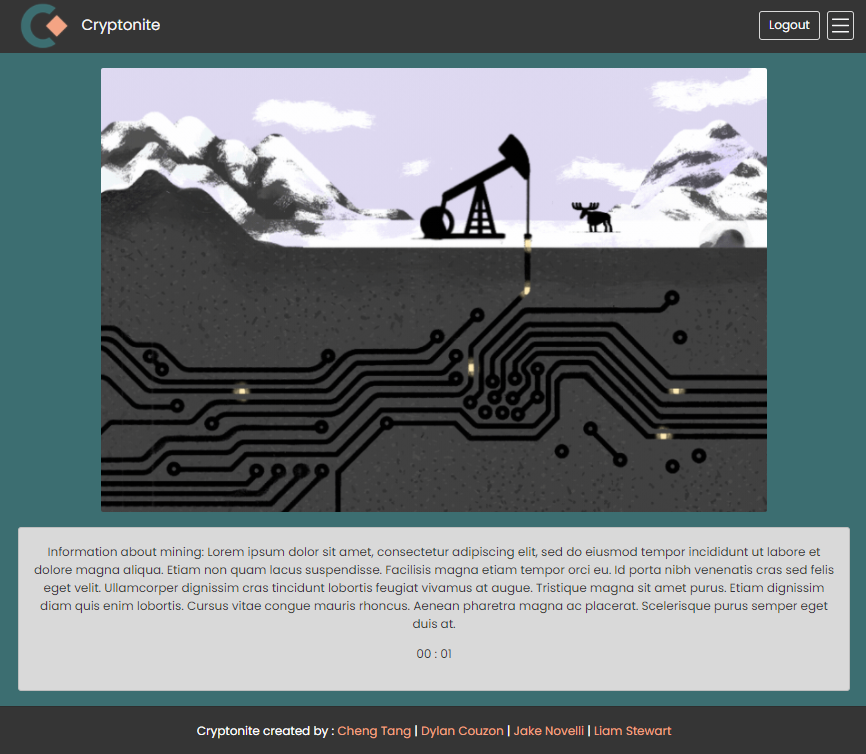 Cryptonite
Logout
Information about mining: Lorem ipsum dolor sit amet, consectetur adipiscing elit, sed do eiusmod tempor incididunt ut labore et
dolore magna aliqua. Etiam non quam lacus suspendisse. Facilisis magna etiam tempor orci eu. Id porta nibh venenatis cras sed felis
eget velit. Ullamcorper dignissim cras tincidunt lobortis feugiat vivamus at augue. Tristique magna sit amet purus. Etiam dignissim
diam quis enim lobortis. Cursus vitae congue mauris rhoncus. Aenean pharetra magna ac placerat. Scelerisque purus semper eget
duis at.
00 : 01
Cryptonite created by : Cheng Tang | Dylan Couzon | Jake Novelli | Liam Stewart